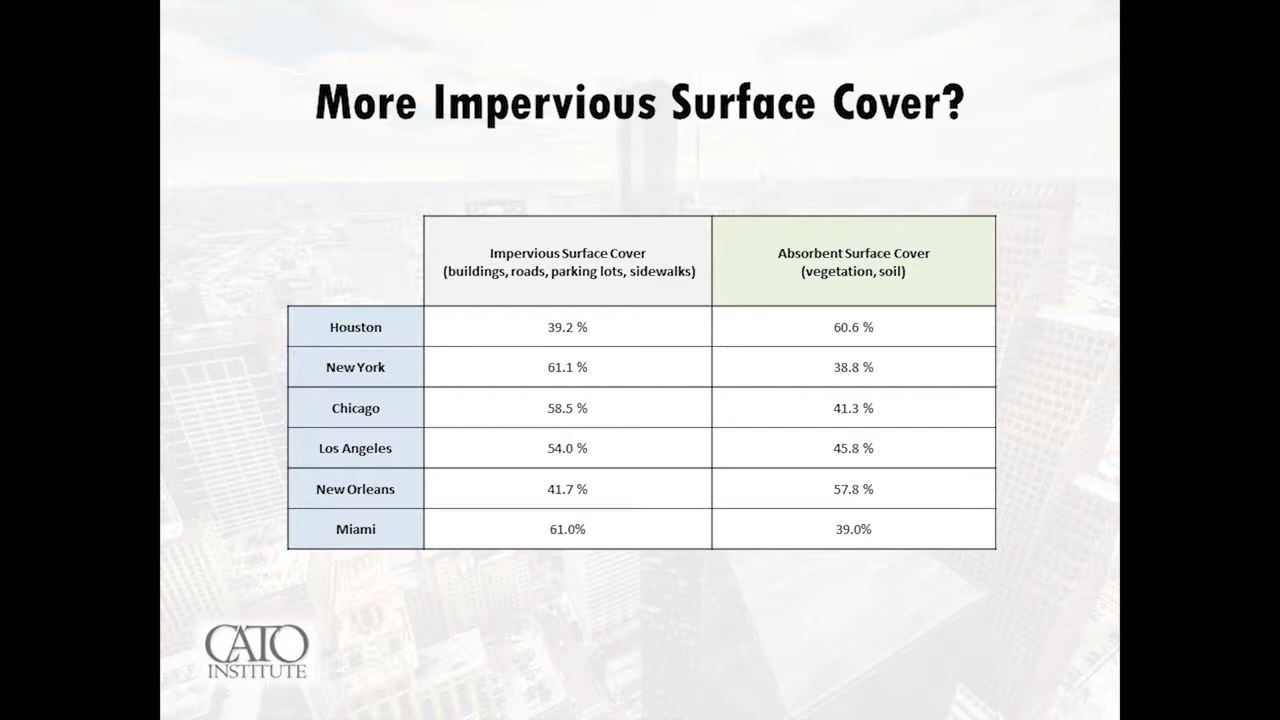 More Impervious Surface Cover?
Impervious Surface Cover
(buildings, roads, parking lots, sidewalks)
Absorbent Surface Cover
(vegetation, soil)
Houston 39.2 % 60.6 %
New York 61.1 % 38.8 %
Chicago 58.5 % 41.3 %
Los Angeles 54.0 % 45.8 %
New Orleans 41.7 % 57.8 %
Miami 61.0% 39.0%
CATO
INSTITUTE